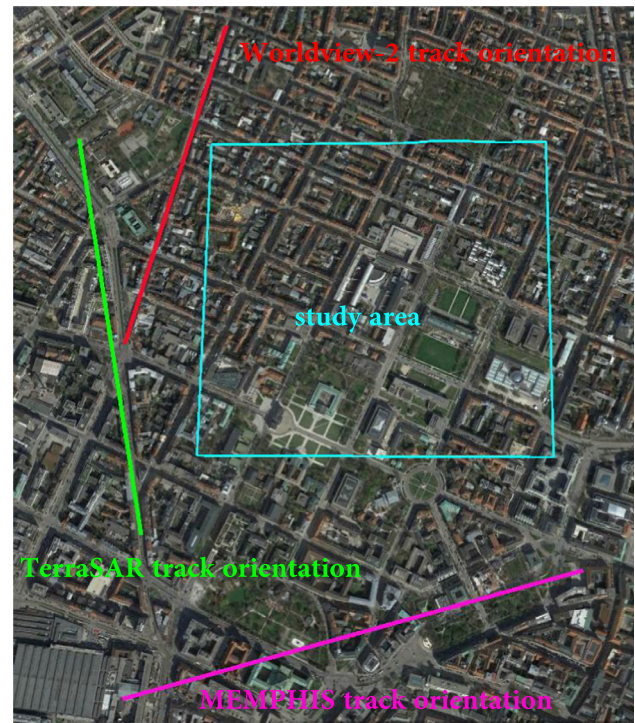 Worldview-2 track orientation
study area
TerraSAR track orientation
MEMPHIS track orientation